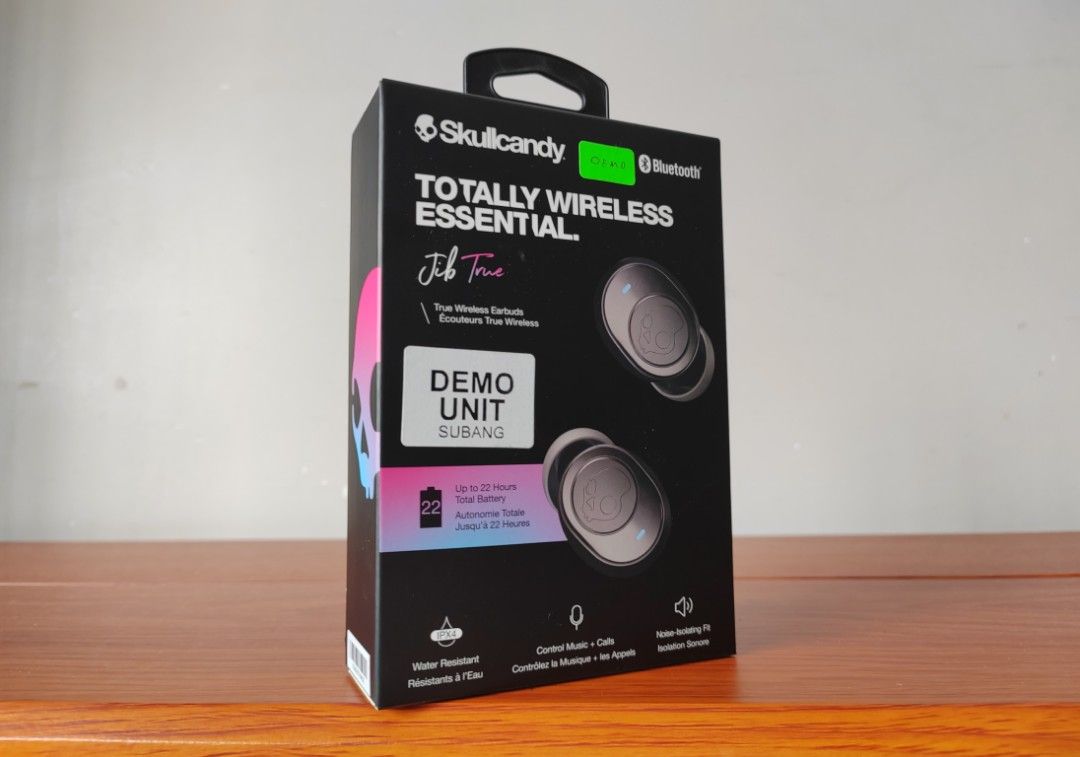 Skullcandy
DEMO
Bluetooth
TOTALLY WIRELESS
ESSENTIAL.
Jib True
True Wireless Earbuds
Écouteurs True Wireless
DEMO
UNIT
SUBANG
22
Up to 22 Hours
Total Battery
Autonomie Totale
Jusqu'à 22 Heures
IPX4
Water Resistant
Résistants à l'Eau
Control Music + Calls
Contrôlez la Musique + les Appels
Noise-Isolating Fit
Isolation Sonore